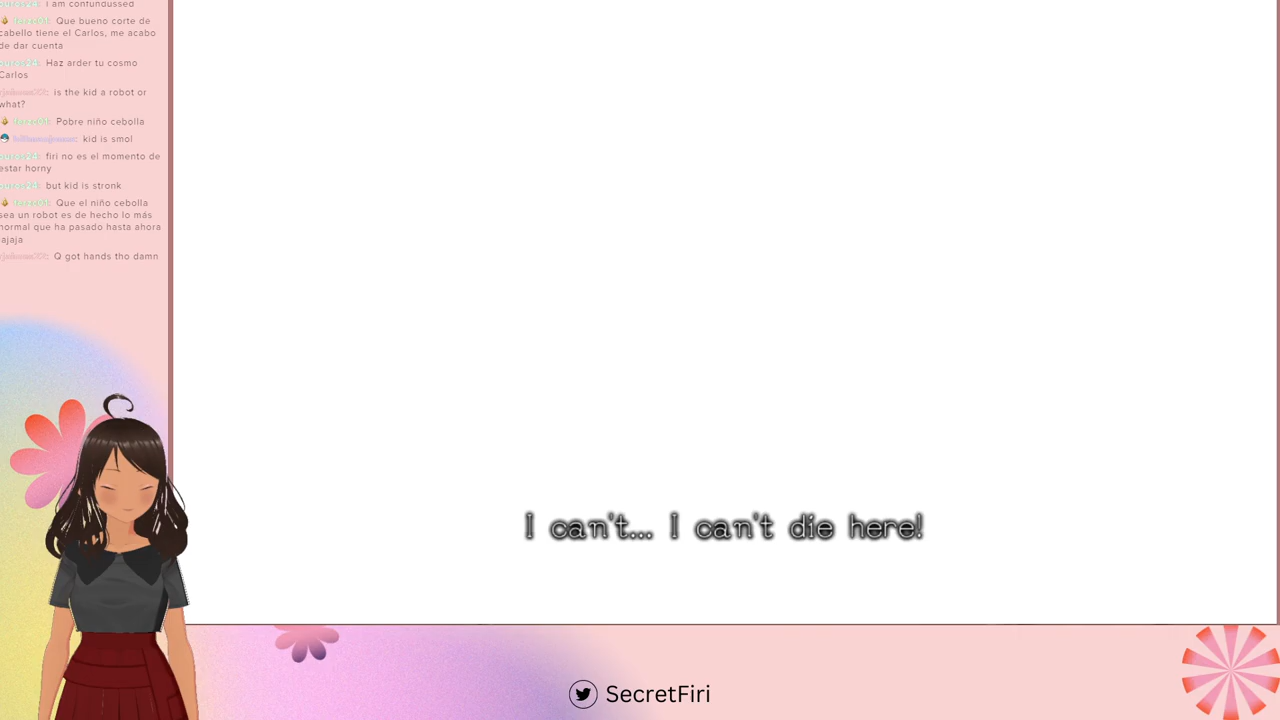 I am confundussed
Que bueno corte de
cabello tiene el Carlos, me acabo
de dar cuenta
Haz arder tu cosmo
Carlos
is the kid a robot or
what?
Pobre niño cebolla
kid is smol
firi no es el momento de
estar horny
but kid is stronk
Que el niño cebolla
sea un robot es de hecho lo más
normal que ha pasado hasta ahora
ajaja
Q got hands tho damn
I can't... I can't die here!
SecretFiri